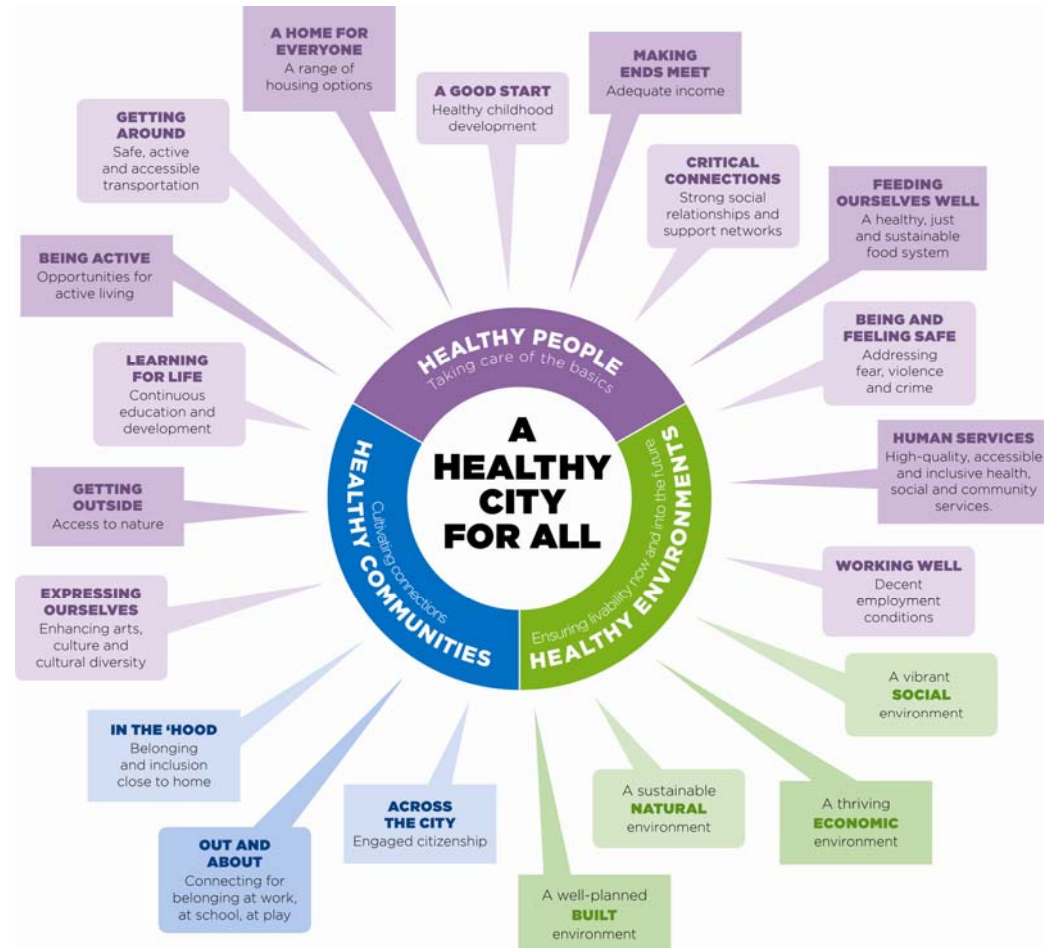 A HOME FOR
EVERYONE
A range of
housing options
A GOOD START
Healthy childhood
development
MAKING
ENDS MEET
Adequate income
GETTING
AROUND
Safe, active
and accessible
transportation
CRITICAL
CONNECTIONS
Strong social
relationships and
support networks
FEEDING
OURSELVES WELL
A healthy, just
and sustainable
food system
BEING ACTIVE
Opportunities for
active living
BEING AND
FEELING SAFE
Addressing
fear, violence
and crime
LEARNING
FOR LIFE
Continuous
education and
development
HUMAN SERVICES
High-quality, accessible
and inclusive health,
social and community
services.
GETTING
OUTSIDE
Access to nature
WORKING WELL
Decent
employment
conditions
EXPRESSING
OURSELVES
Enhancing arts,
culture and
cultural diversity
HEALTHY PEOPLE
Taking care of the basics
A
HEALTHY
CITY
FOR ALL
HEALTHY COMMUNITIES
Cultivating connections
Ensuring livability now and into the future
HEALTHY ENVIRONMENTS
A vibrant
SOCIAL
environment
IN THE ‘HOOD
Belonging
and inclusion
close to home
A sustainable
NATURAL
environment
A thriving
ECONOMIC
environment
ACROSS
THE CITY
Engaged citizenship
OUT AND
ABOUT
Connecting for
belonging at work,
at school, at play
A well-planned
BUILT
environment